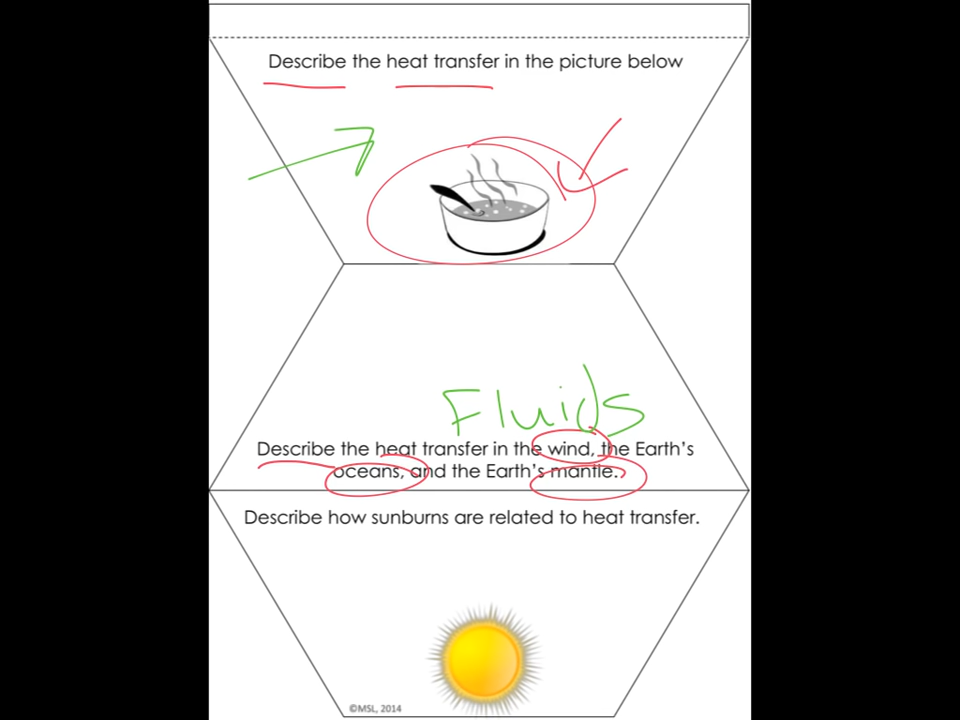 Describe the heat transfer in the picture below
Fluids
Describe the heat transfer in the wind, the Earth's
oceans, and the Earth's mantle.
Describe how sunburns are related to heat transfer.
©MSL, 2014